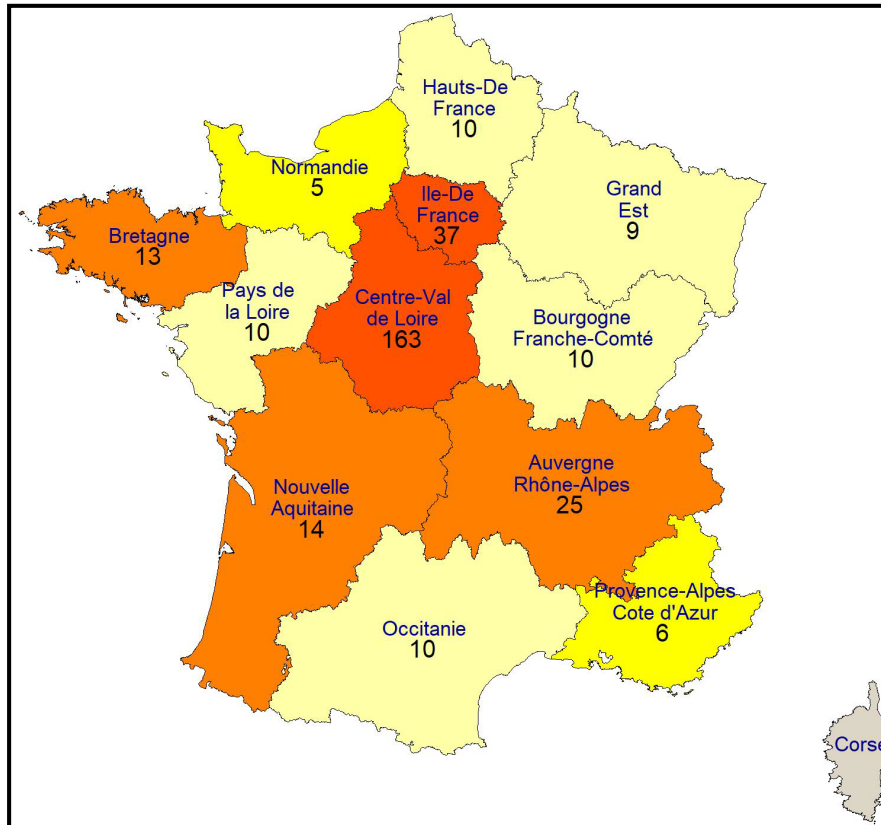 Hauts-De
France
10
Normandie
5
Ile-De
France
37
Grand
Est
9
Bretagne
13
Pays de
la Loire
10
Centre-Val
de Loire
163
Bourgogne
Franche-Comté
10
Nouvelle
Aquitaine
14
Auvergne
Rhône-Alpes
25
Provence-Alpes
Cote d'Azur
6
Occitanie
10
Corse